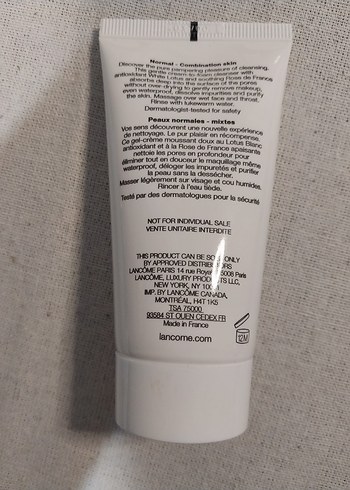 Normal - Combination skin
Discover the pure pampering pleasure of cleansing.
This gentle cream-to-foam cleanser with
antioxidant White Lotus and soothing Rose de France
absorbs deep into the surface of the pores
without over-drying to gently remove makeup,
even waterproof, dissolve impurities and purify
the skin. Massage over wet face and throat.
Rinse with lukewarm water.
Dermatologist-tested for safety
Peaux normales - mixtes
Vos sens découvrent une nouvelle expérience
de nettoyage. Le pur plaisir en récompense.
Ce gel-crème moussant doux au Lotus Blanc
antioxydant et à la Rose de France apaisante
nettoie les pores en profondeur pour
éliminer tout en douceur le maquillage même
waterproof, déloger les impuretés et purifier
la peau sans la dessécher.
Masser légèrement sur visage et cou humides.
Rincer à l'eau tiède.
Testé par des dermatologues pour la sécurité
NOT FOR INDIVIDUAL SALE
VENTE UNITAIRE INTERDITE
THIS PRODUCT CAN BE SOLD ONLY
BY APPROVED DISTRIBUTORS
LANCÔME PARIS 14 rue Royale 75008 Paris
LANCÔME, LUXURY PRODUCTS LLC,
NEW YORK, NY
IMP. BY LANCÔME CANADA,
MONTRÉAL, H4T 1K5
TSA 75000
93584 ST OUEN CEDEX FR
Made in France
lancome.com
12M